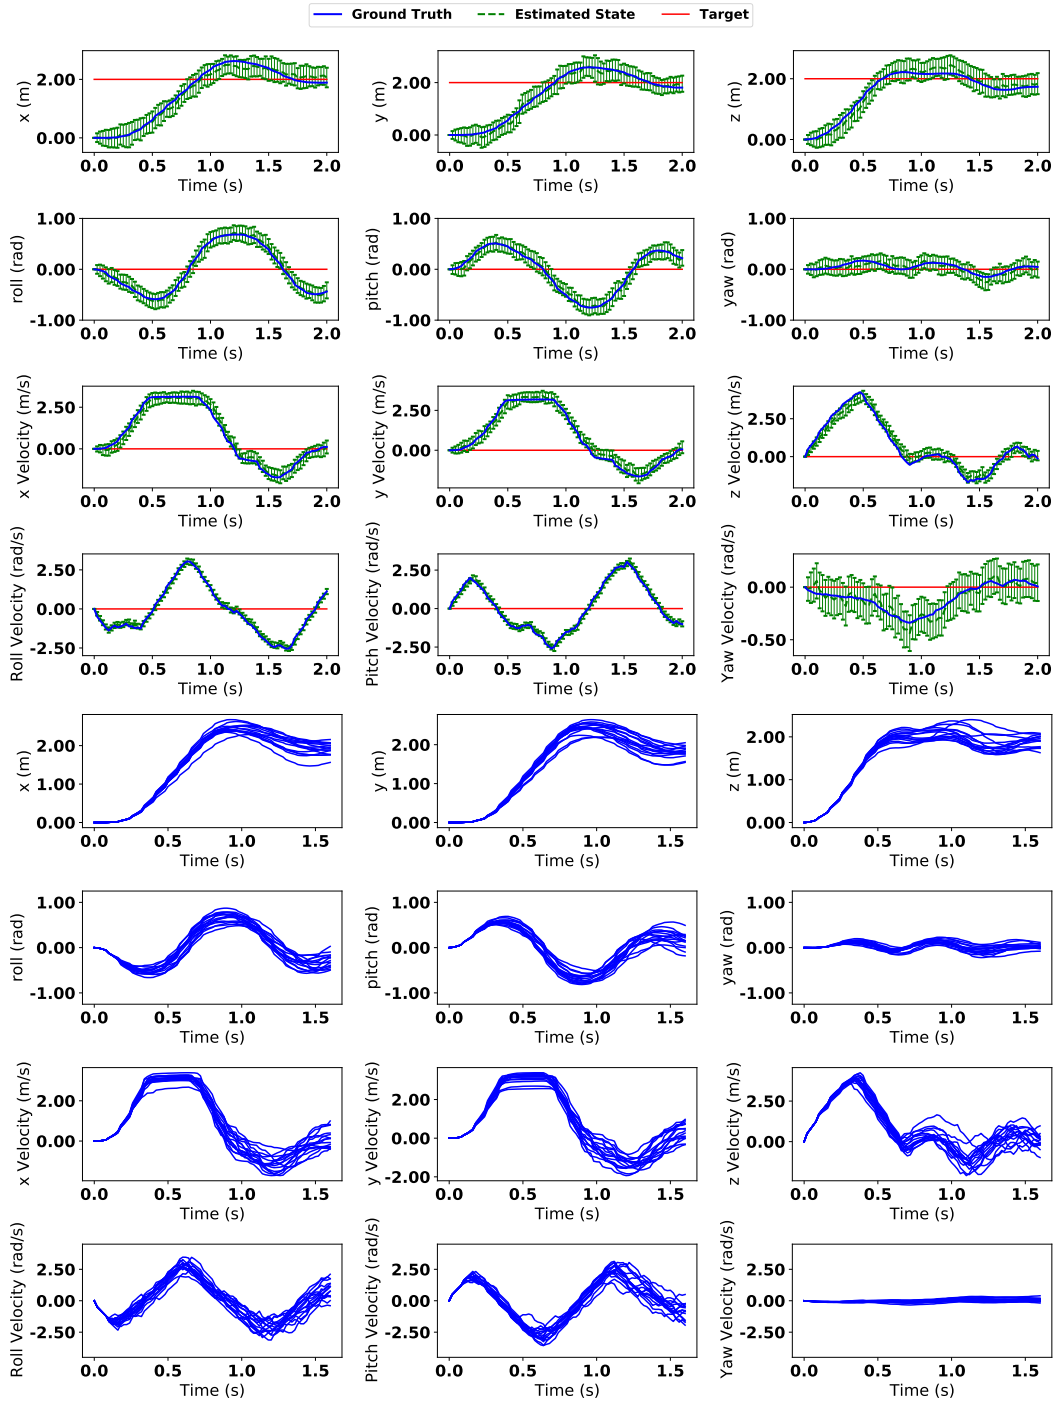 Ground Truth Estimated State Target
x (m) 2.00 0.00 0.0 0.5 1.0 1.5 2.0 Time (s)
y (m) 2.00 0.00 0.0 0.5 1.0 1.5 2.0 Time (s)
z (m) 2.00 0.00 0.0 0.5 1.0 1.5 2.0 Time (s)
roll (rad) 1.00 0.00 -1.00 0.0 0.5 1.0 1.5 2.0 Time (s)
pitch (rad) 1.00 0.00 -1.00 0.0 0.5 1.0 1.5 2.0 Time (s)
yaw (rad) 1.00 0.00 -1.00 0.0 0.5 1.0 1.5 2.0 Time (s)
x Velocity (m/s) 2.50 0.00 0.0 0.5 1.0 1.5 2.0 Time (s)
y Velocity (m/s) 2.50 0.00 0.0 0.5 1.0 1.5 2.0 Time (s)
z Velocity (m/s) 2.50 0.00 0.0 0.5 1.0 1.5 2.0 Time (s)
Roll Velocity (rad/s) 2.50 0.00 -2.50 0.0 0.5 1.0 1.5 2.0 Time (s)
Pitch Velocity (rad/s) 2.50 0.00 -2.50 0.0 0.5 1.0 1.5 2.0 Time (s)
Yaw Velocity (rad/s) 0.00 -0.50 0.0 0.5 1.0 1.5 2.0 Time (s)
x (m) 2.00 1.00 0.00 0.0 0.5 1.0 1.5 Time (s)
y (m) 2.00 1.00 0.00 0.0 0.5 1.0 1.5 Time (s)
z (m) 2.00 1.00 0.00 0.0 0.5 1.0 1.5 Time (s)
roll (rad) 1.00 0.00 -1.00 0.0 0.5 1.0 1.5 Time (s)
pitch (rad) 1.00 0.00 -1.00 0.0 0.5 1.0 1.5 Time (s)
yaw (rad) 1.00 0.00 -1.00 0.0 0.5 1.0 1.5 Time (s)
x Velocity (m/s) 2.00 0.00 0.0 0.5 1.0 1.5 Time (s)
y Velocity (m/s) 2.00 0.00 -2.00 0.0 0.5 1.0 1.5 Time (s)
z Velocity (m/s) 2.50 0.00 0.0 0.5 1.0 1.5 Time (s)
Roll Velocity (rad/s) 2.50 0.00 -2.50 0.0 0.5 1.0 1.5 Time (s)
Pitch Velocity (rad/s) 2.50 0.00 -2.50 0.0 0.5 1.0 1.5 Time (s)
Yaw Velocity (rad/s) 2.50 0.00 -2.50 0.0 0.5 1.0 1.5 Time (s)